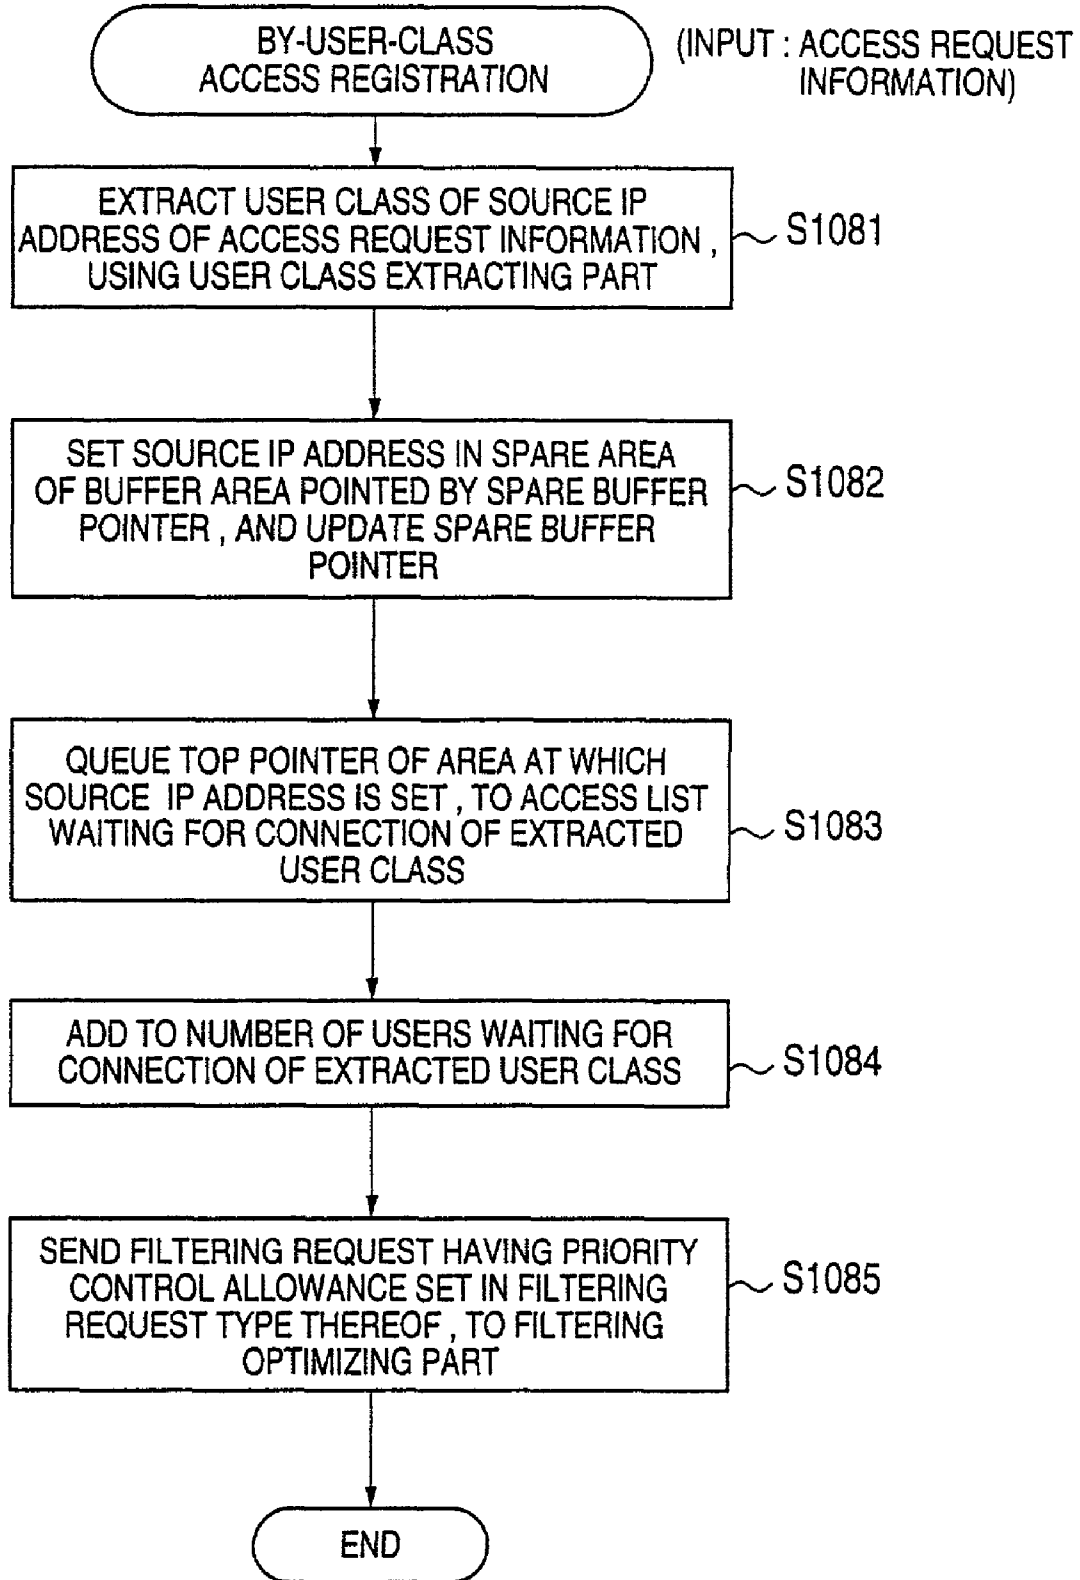 BY-USER-CLASS
ACCESS REGISTRATION
(INPUT : ACCESS REQUEST
INFORMATION)
EXTRACT USER CLASS OF SOURCE IP
ADDRESS OF ACCESS REQUEST INFORMATION ,
USING USER CLASS EXTRACTING PART
S1081
SET SOURCE IP ADDRESS IN SPARE AREA
OF BUFFER AREA POINTED BY SPARE BUFFER
POINTER , AND UPDATE SPARE BUFFER
POINTER
S1082
QUEUE TOP POINTER OF AREA AT WHICH
SOURCE IP ADDRESS IS SET , TO ACCESS LIST
WAITING FOR CONNECTION OF EXTRACTED
USER CLASS
S1083
ADD TO NUMBER OF USERS WAITING FOR
CONNECTION OF EXTRACTED USER CLASS
S1084
SEND FILTERING REQUEST HAVING PRIORITY
CONTROL ALLOWANCE SET IN FILTERING
REQUEST TYPE THEREOF , TO FILTERING
OPTIMIZING PART
S1085
END